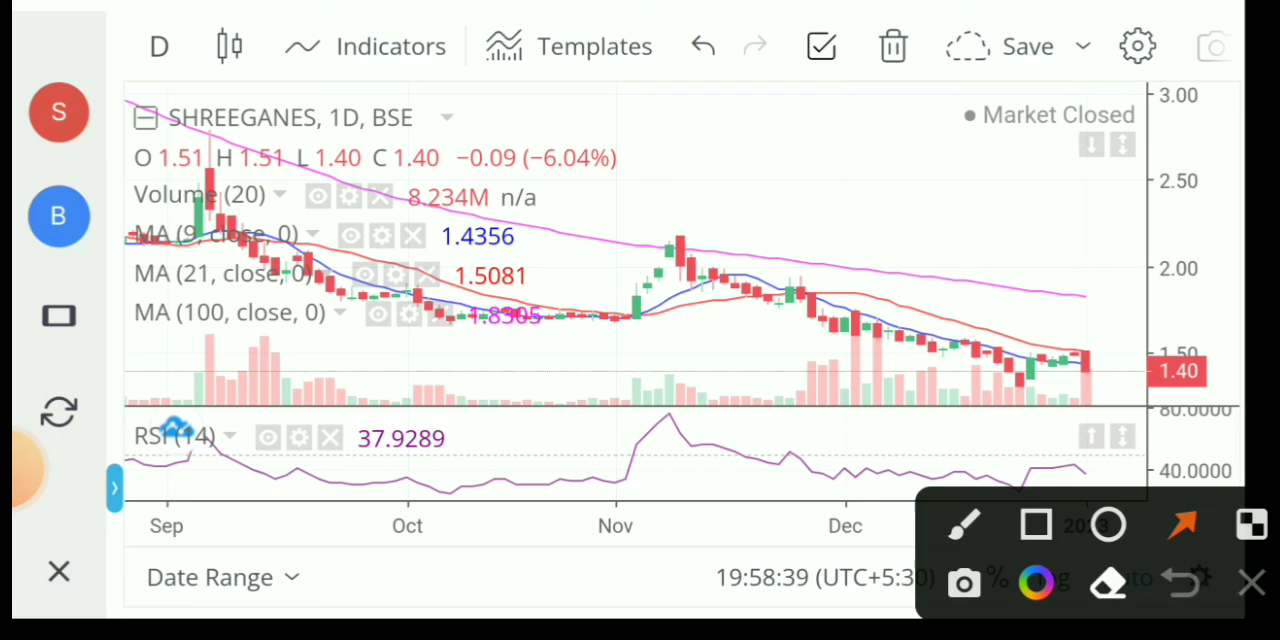 D Indicators Templates Save
S
SHREEGANES, 1D, BSE
Market Closed
O 1.51 H 1.51 L 1.40 C 1.40 −0.09 (−6.04%)
Volume (20) 8.234M n/a
B
MA (9, close, 0) 1.4356
MA (21, close, 0) 1.5081
MA (100, close, 0) 1.8305
3.00
2.50
2.00
1.50
1.40
RSI (14) 37.9289
80.0000
40.0000
Sep Oct Nov Dec 2023
Date Range 19:58:39 (UTC+5:30) %